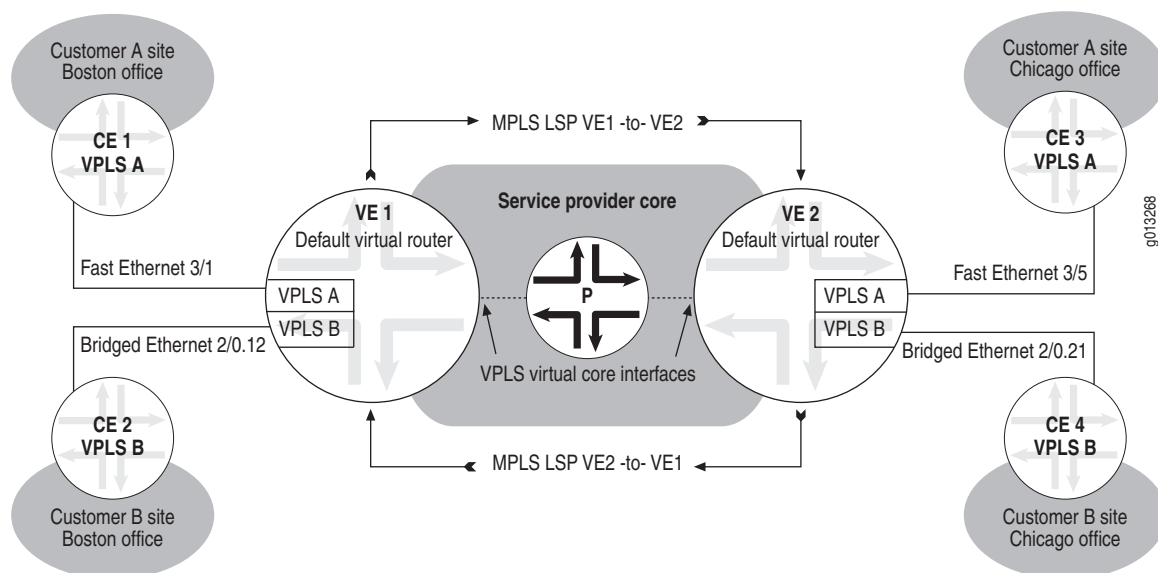 Customer A site
Boston office
CE 1
VPLS A
Customer A site
Chicago office
CE 3
VPLS A
g013268
MPLS LSP VE1 -to- VE2
Service provider core
VE 1
Default virtual router
VE 2
Default virtual router
P
Fast Ethernet 3/1
Fast Ethernet 3/5
VPLS A
VPLS B
VPLS A
VPLS B
Bridged Ethernet 2/0.12
Bridged Ethernet 2/0.21
VPLS virtual core interfaces
CE 2
VPLS B
CE 4
VPLS B
MPLS LSP VE2 -to- VE1
Customer B site
Boston office
Customer B site
Chicago office